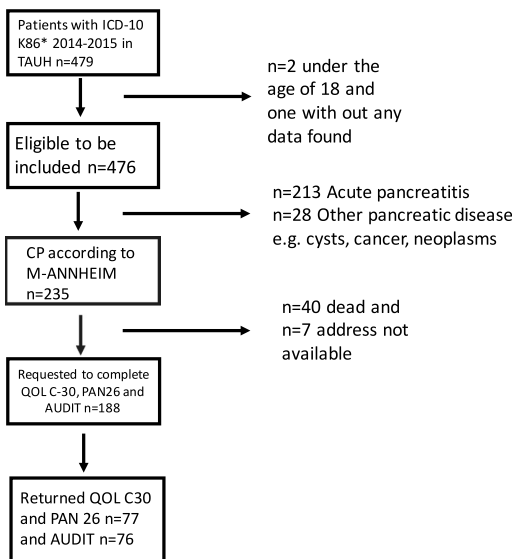 Patients with ICD-10
K86* 2014-2015 in
TAUH n=479
n=2 under the
age of 18 and
one with out any
data found
Eligible to be
included n=476
n=213 Acute pancreatitis
n=28 Other pancreatic disease
e.g. cysts, cancer, neoplasms
CP according to
M-ANNHEIM
n=235
n=40 dead and
n=7 address not
available
Requested to complete
QOL C-30, PAN26 and
AUDIT n=188
Returned QOL C30
and PAN 26 n=77
and AUDIT n=76